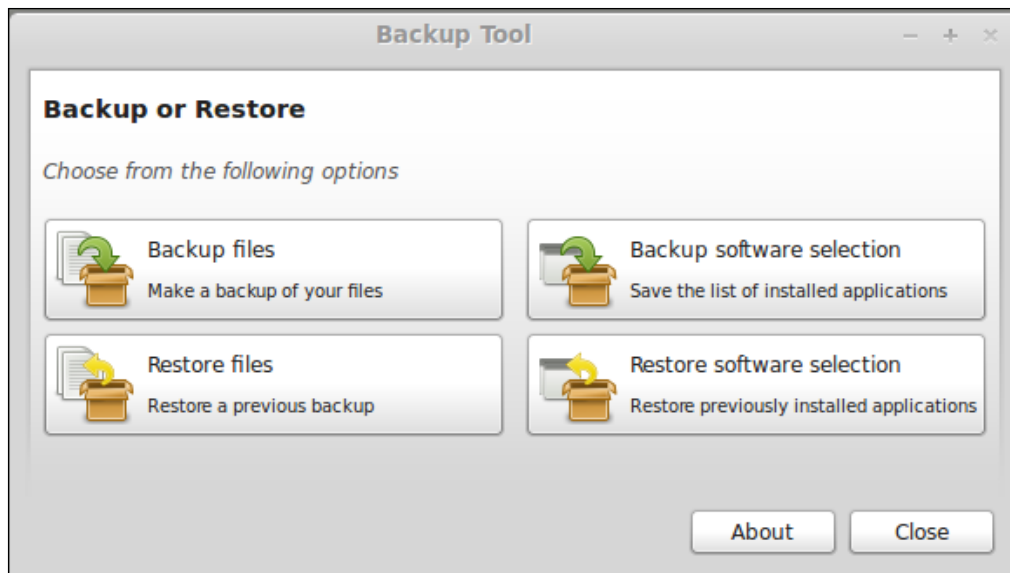 Backup Tool
Backup or Restore
Choose from the following options
Backup files
Make a backup of your files
Backup software selection
Save the list of installed applications
Restore files
Restore a previous backup
Restore software selection
Restore previously installed applications
About
Close